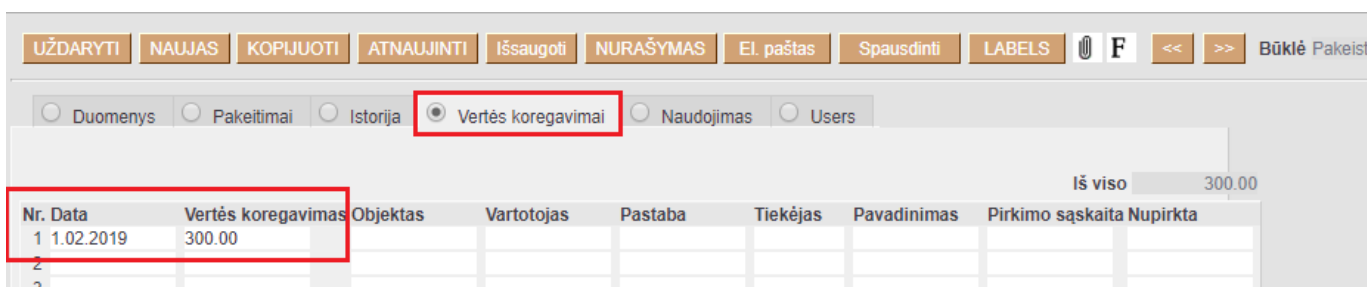 UŽDARYTI NAUJAS KOPIJUOTI ATNAUJINTI Išsaugoti NURAŠYMAS El. paštas Spausdinti LABELS F << >> Būklė Pakeist
Duomenys Pakeitimai Istorija Vertės koregavimai Naudojimas Users
Iš viso 300.00
Nr. Data Vertės koregavimas Objektas Vartotojas Pastaba Tiekėjas Pavadinimas Pirkimo sąskaita Nupirkta
1 1.02.2019 300.00
2